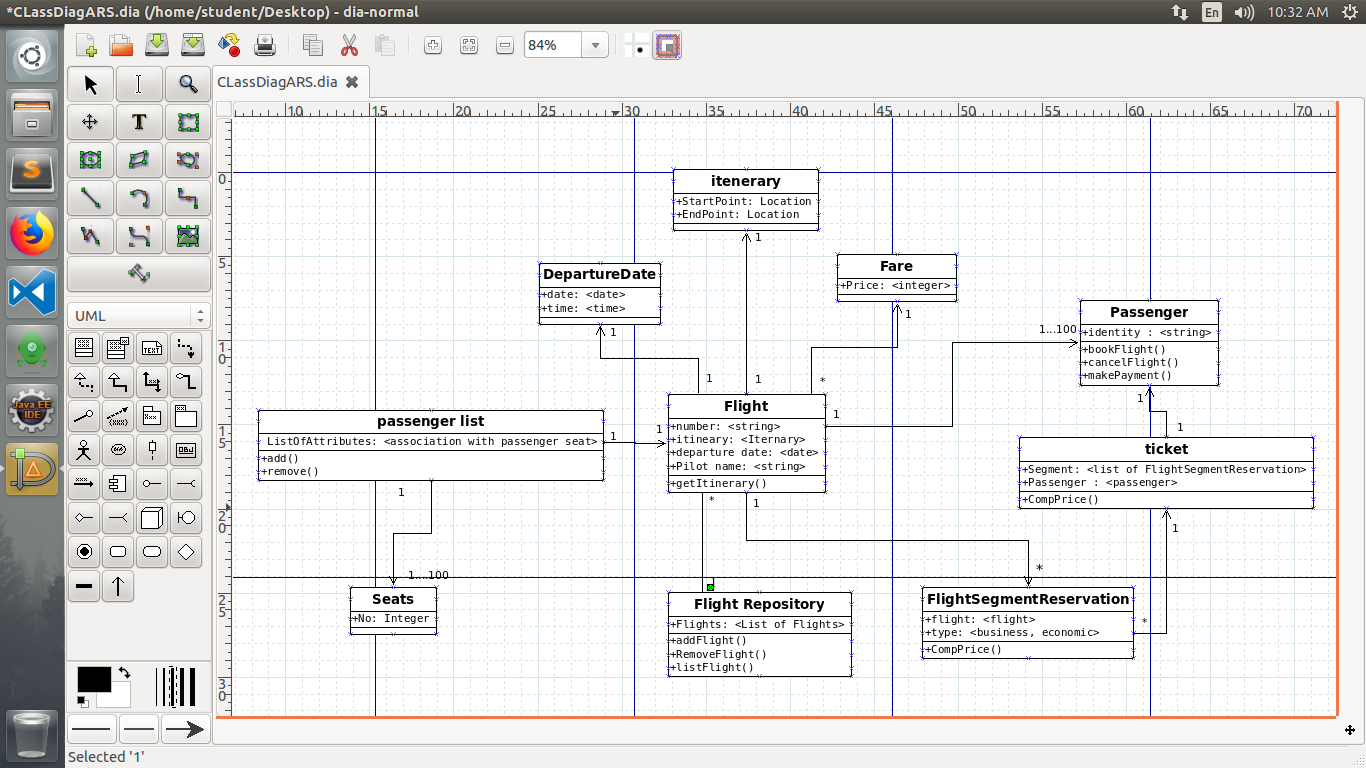 *CLassDiagARS.dia (/home/student/Desktop) - dia-normal
En
10:32 AM
84%
CLassDiagARS.dia
10 15 20 25 30 35 40 45 50 55 60 65 70
0
5
10
15
20
25
30
S
T
UML
TEXT
OBJ
Java EE
IDE
itenerary
+StartPoint: Location
+EndPoint: Location
1
DepartureDate
+date: <date>
+time: <time>
1
Fare
+Price: <integer>
1
Passenger
+identity : <string>
+bookFlight()
+cancelFlight()
+makePayment()
1...100
1
1
1
1
*
Flight
+number: <string>
+itineary: <Iternary>
+departure date: <date>
+Pilot name: <string>
+getItinerary()
1
passenger list
ListOfAttributes: <association with passenger seat>
+add()
+remove()
1
1
1
*
1
ticket
+Segment: <list of FlightSegmentReservation>
+Passenger : <passenger>
+CompPrice()
1
1....100
*
Seats
+No: Integer
Flight Repository
+Flights: <List of Flights>
+addFlight()
+RemoveFlight()
+listFlight()
FlightSegmentReservation
+flight: <flight>
+type: <business, economic>
+CompPrice()
*
Selected '1'